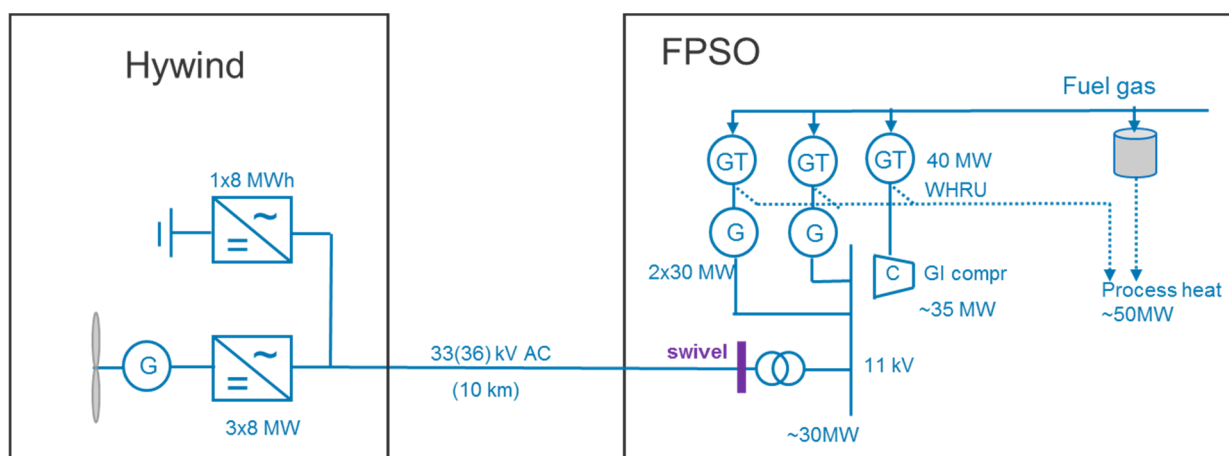 Hywind
1x8 MWh
~
=
G
~
=
3x8 MW
33(36) kV AC
(10 km)
FPSO
Fuel gas
GT
GT
GT
40 MW
WHRU
G
G
2x30 MW
C
GI compr
~35 MW
Process heat
~50MW
swivel
11 kV
~30MW